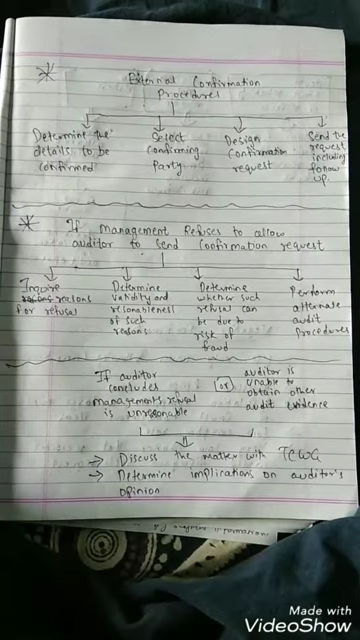 External Confirmation
Procedures
Determine the
details to be
confirmed
Select
Confirming
Party
Design
Confirmation
request
Send the
request
including
follow
up.
If management Refuses to allow
auditor to send confirmation request
Inquire
reasons
for refusal
Determine
validity and
resonableness
of such
reasons
Determine
whether such
refusal can
be due to
risk of
fraud
Perform
alternate
audit
procedures
If auditor
concludes
managements refusal
is unresonable
or
auditor is
unable to
obtain other
audit evidence
→ Discuss the matter with TCWG
→ Determine implications on auditor's
opinion
Made with
VideoShow